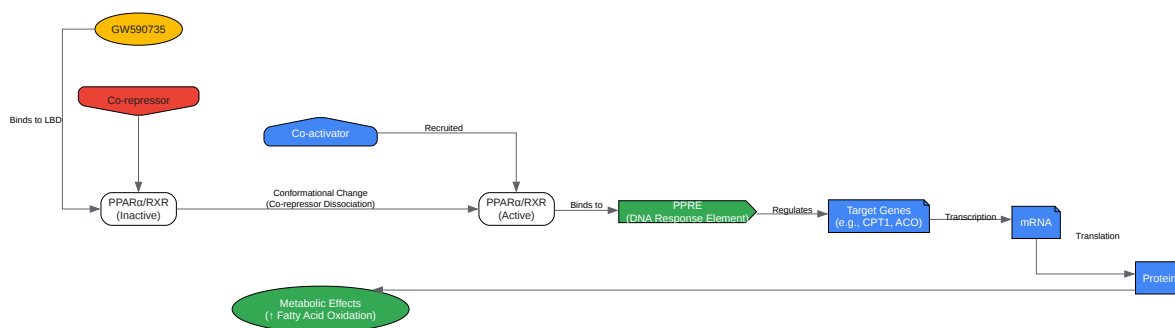 GW590735
Binds to LBD
Co-repressor
Co-activator
Recruited
PPARα/RXR
(Inactive)
Conformational Change
(Co-repressor Dissociation)
PPARα/RXR
(Active)
Binds to
PPRE
(DNA Response Element)
Regulates
Target Genes
(e.g., CPT1, ACO)
Transcription
mRNA
Translation
Protein
Metabolic Effects
(↑ Fatty Acid Oxidation)